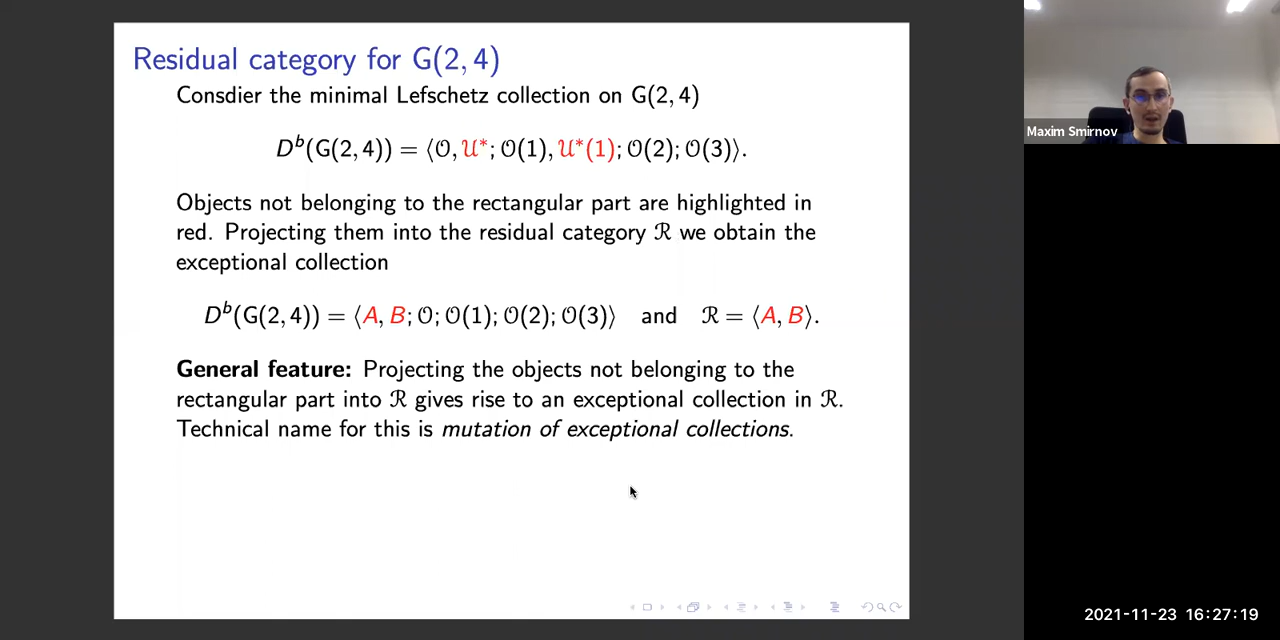 Residual category for G(2, 4)
Consdier the minimal Lefschetz collection on G(2, 4)
Dᵇ(G(2, 4)) = ⟨𝒪, 𝒰*; 𝒪(1), 𝒰*(1); 𝒪(2); 𝒪(3)⟩.
Objects not belonging to the rectangular part are highlighted in
red. Projecting them into the residual category ℛ we obtain the
exceptional collection
Dᵇ(G(2, 4)) = ⟨A, B; 𝒪; 𝒪(1); 𝒪(2); 𝒪(3)⟩ and ℛ = ⟨A, B⟩.
General feature: Projecting the objects not belonging to the
rectangular part into ℛ gives rise to an exceptional collection in ℛ.
Technical name for this is mutation of exceptional collections.
Maxim Smirnov
2021-11-23 16:27:19